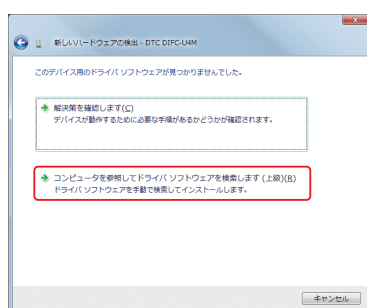 新しいハードウェアの検出 - DTC DIFC-U4M
このデバイス用のドライバ ソフトウェアが見つかりませんでした。
解決策を確認します(C)
デバイスが動作するために必要な手順があるかどうかが確認されます。
コンピュータを参照してドライバ ソフトウェアを検索します (上級)(R)
ドライバ ソフトウェアを手動で検索してインストールします。
キャンセル